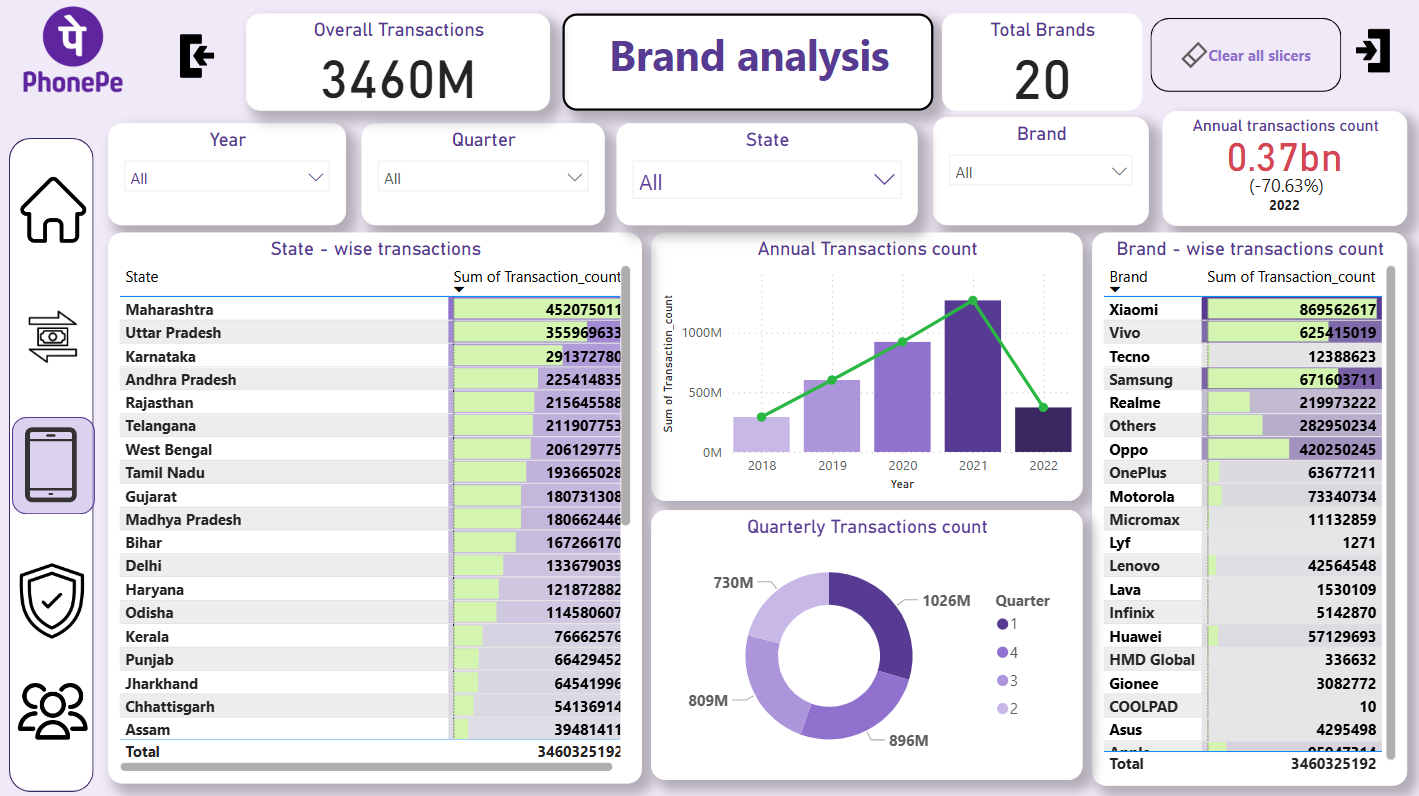 पे
PhonePe
Overall Transactions
3460M
Brand analysis
Total Brands
20
Clear all slicers
Year
All
Quarter
All
State
All
Brand
All
Annual transactions count
0.37bn
(-70.63%)
2022
State - wise transactions
State Sum of Transaction_count
Maharashtra 452075011
Uttar Pradesh 355969633
Karnataka 291372780
Andhra Pradesh 225414835
Rajasthan 215645588
Telangana 211907753
West Bengal 206129775
Tamil Nadu 193665028
Gujarat 180731308
Madhya Pradesh 180662446
Bihar 167266170
Delhi 133679039
Haryana 121872882
Odisha 114580607
Kerala 76662576
Punjab 66429452
Jharkhand 64541996
Chhattisgarh 54136914
Assam 39481411
Total 3460325192
Annual Transactions count
Sum of Transaction_count
1000M
500M
0M
2018 2019 2020 2021 2022
Year
Quarterly Transactions count
730M
1026M
809M
896M
Quarter
1
4
3
2
Brand - wise transactions count
Brand Sum of Transaction_count
Xiaomi 869562617
Vivo 625415019
Tecno 12388623
Samsung 671603711
Realme 219973222
Others 282950234
Oppo 420250245
OnePlus 63677211
Motorola 73340734
Micromax 11132859
Lyf 1271
Lenovo 42564548
Lava 1530109
Infinix 5142870
Huawei 57129693
HMD Global 336632
Gionee 3082772
COOLPAD 10
Asus 4295498
Total 3460325192